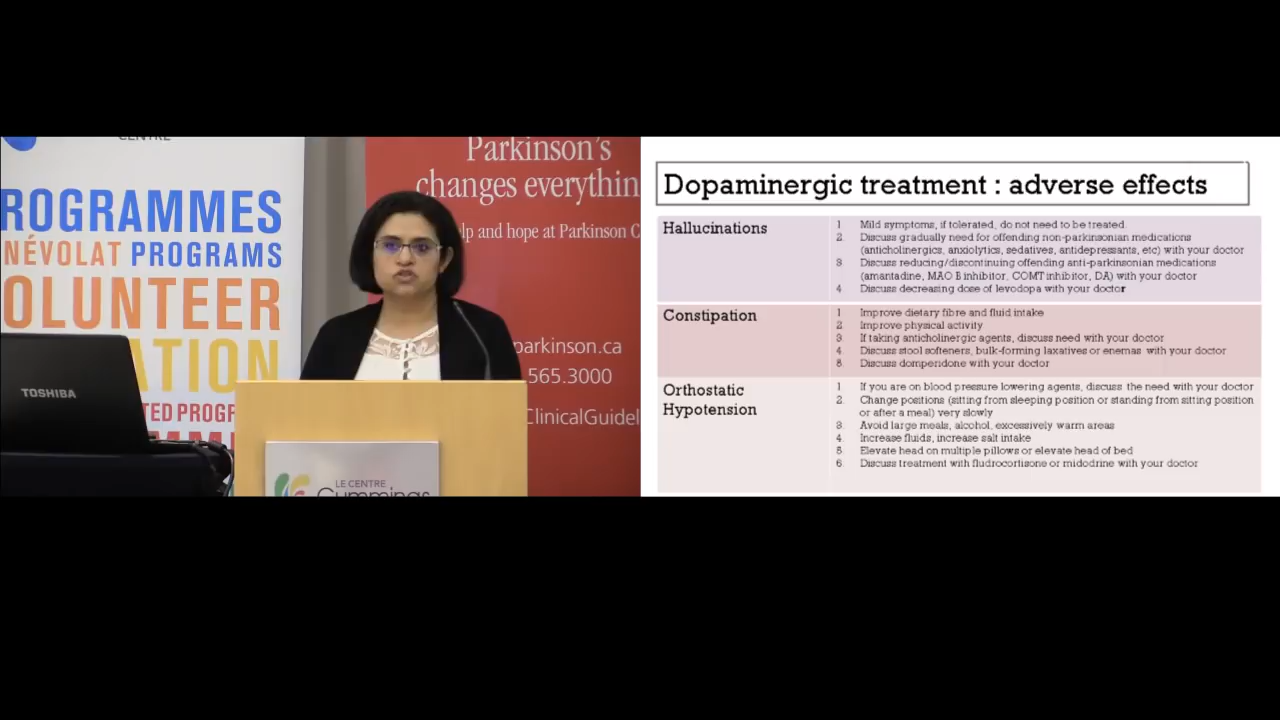 CENTRE
ROGRAMMES
NÉVOLAT PROGRAMS
OLUNTEER
ATION
TED PROGR
TOSHIBA
Parkinson's
changes everythin
lp and hope at Parkinson C
parkinson.ca
565.3000
ClinicalGuidel
LE CENTRE
Cummings
Dopaminergic treatment : adverse effects
Hallucinations
1 Mild symptoms, if tolerated, do not need to be treated.
2. Discuss gradually need for offending non-parkinsonian medications
(anticholinergics, anxiolytics, sedatives, antidepressants, etc) with your doctor
3. Discuss reducing/discontinuing offending anti-parkinsonian medications
(amantadine, MAO B inhibitor, COMT inhibitor, DA) with your doctor
4. Discuss decreasing dose of levodopa with your doctor
Constipation
1 Improve dietary fibre and fluid intake
2. Improve physical activity
3 If taking anticholinergic agents, discuss need with your doctor
4. Discuss stool softeners, bulk-forming laxatives or enemas with your doctor
5. Discuss domperidone with your doctor
Orthostatic
Hypotension
1. If you are on blood pressure lowering agents, discuss the need with your doctor
2. Change positions (sitting from sleeping position or standing from sitting position
or after a meal) very slowly
3. Avoid large meals, alcohol, excessively warm areas
4. Increase fluids, increase salt intake
5 Elevate head on multiple pillows or elevate head of bed
6. Discuss treatment with fludrocortisone or midodrine with your doctor